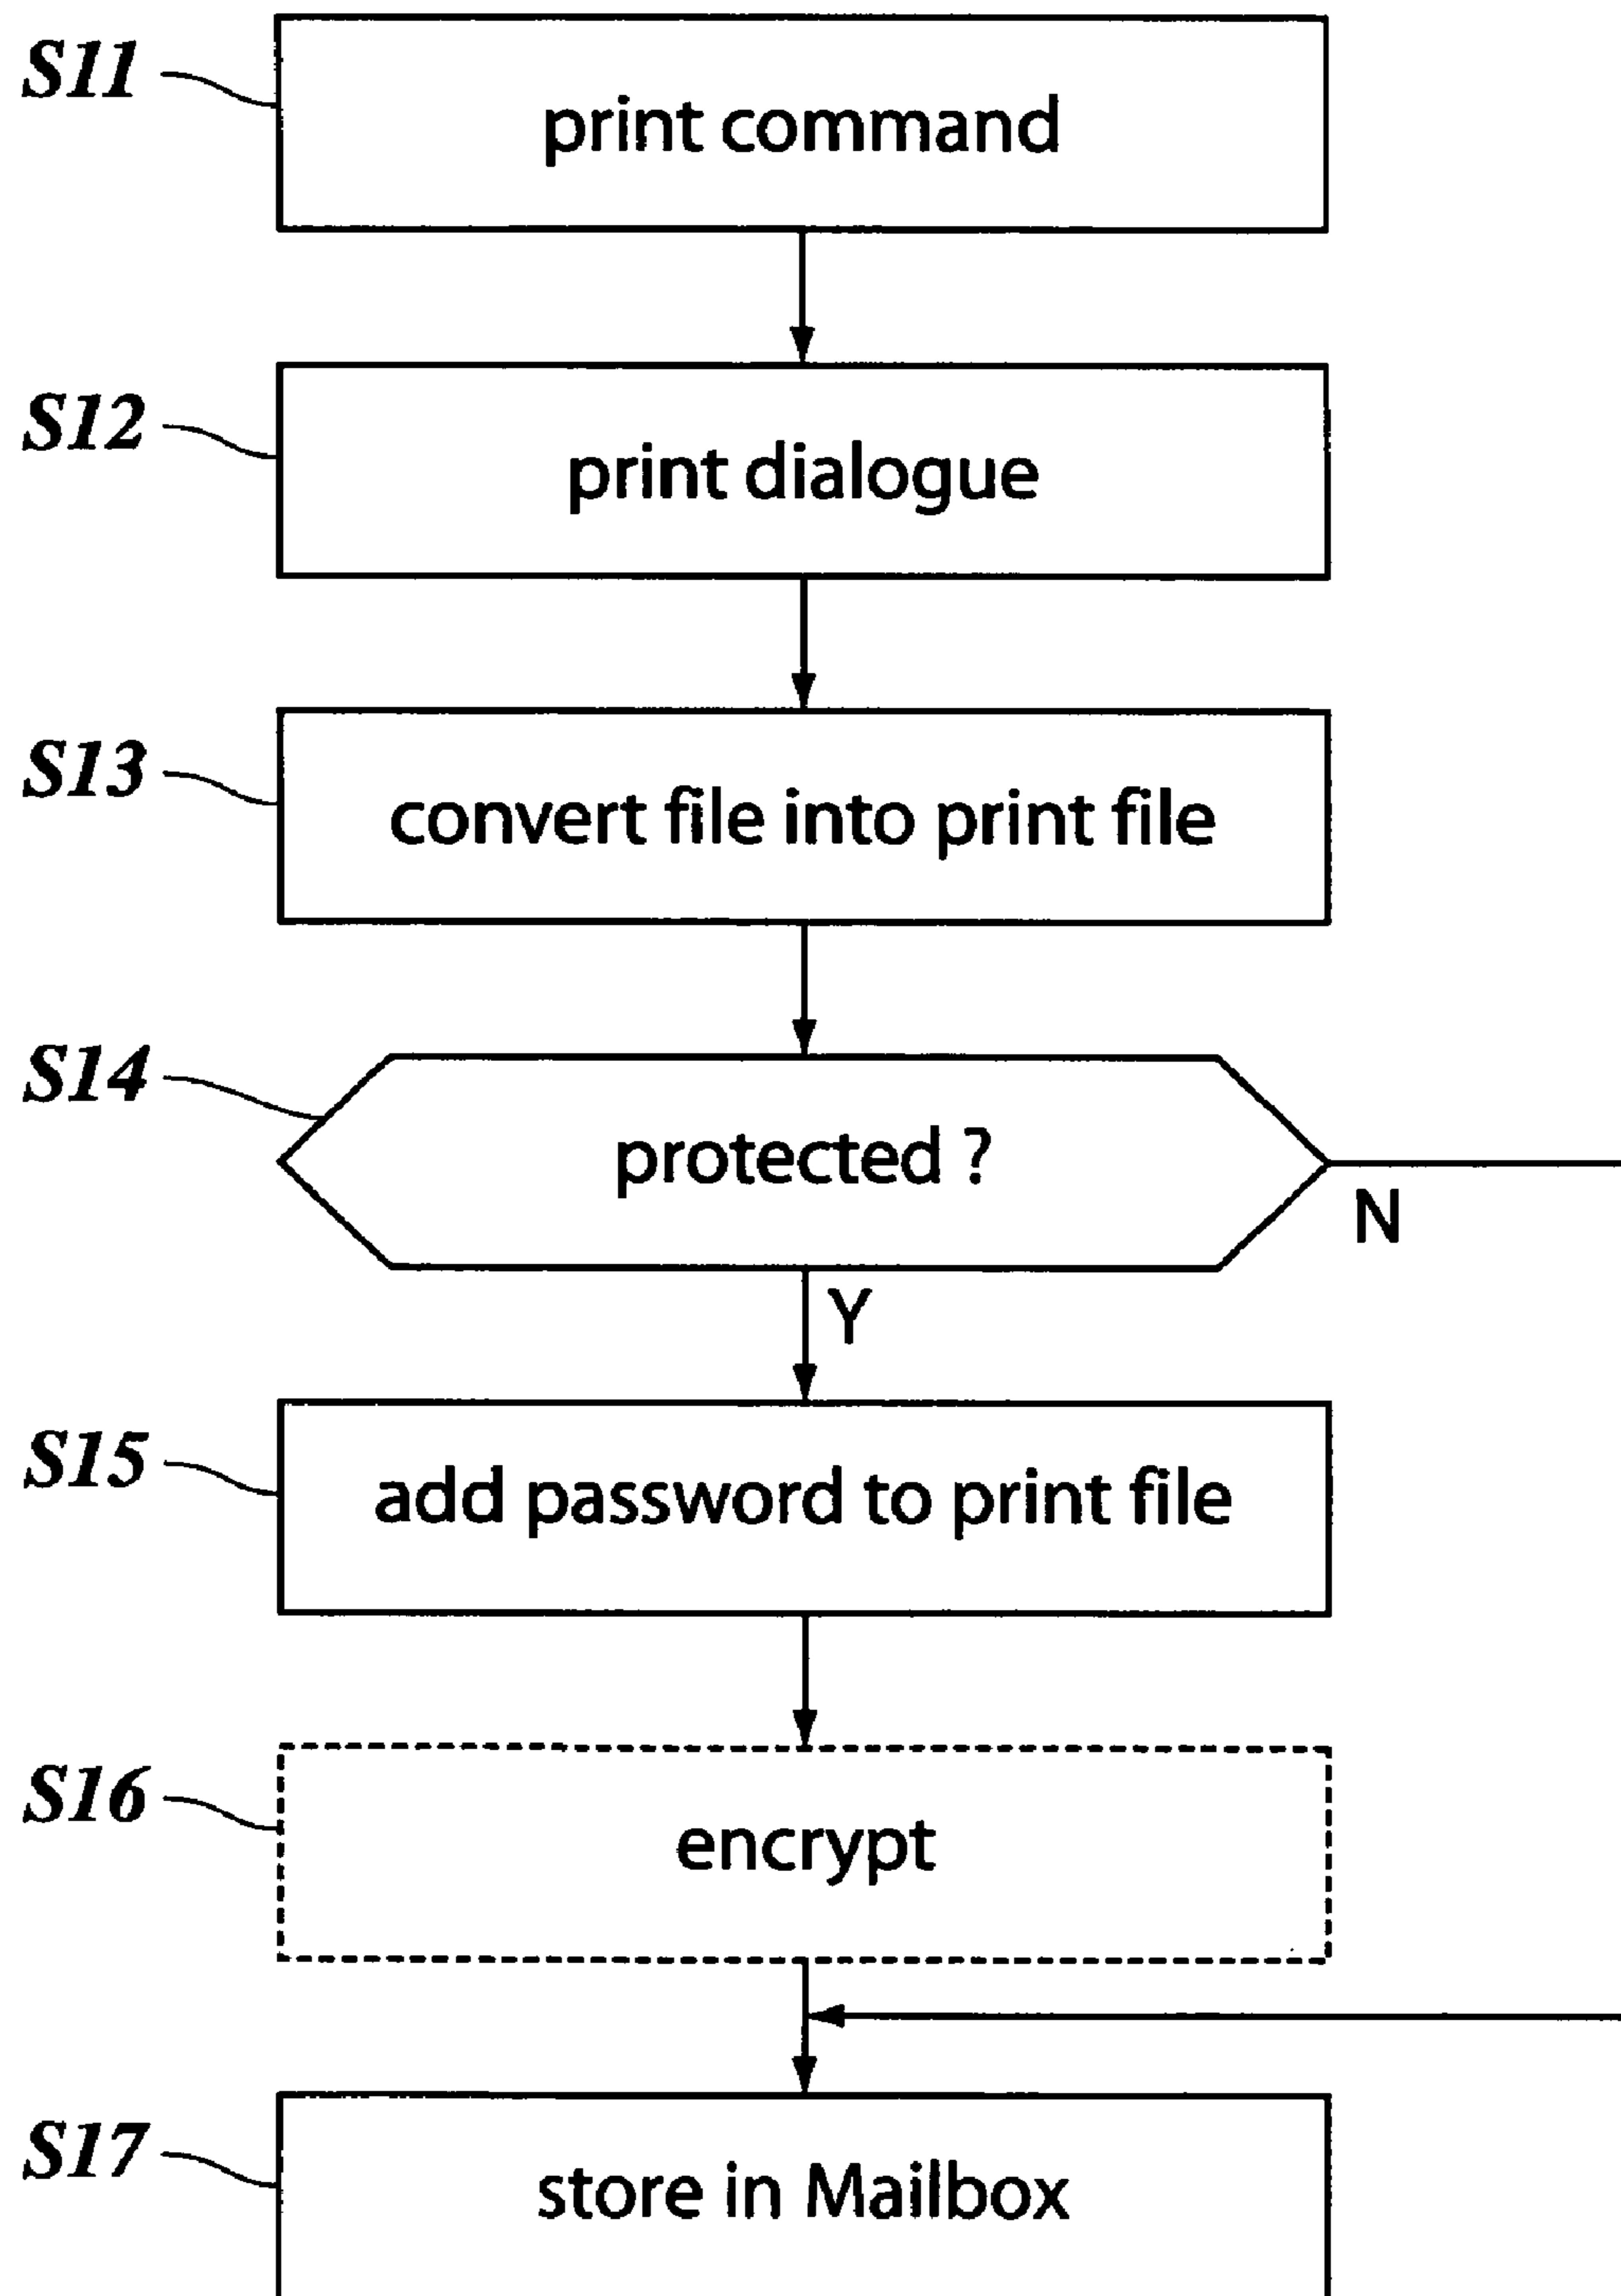 S11
print command
S12
print dialogue
S13
convert file into print file
S14
protected ?
N
Y
S15
add password to print file
S16
encrypt
S17
store in Mailbox